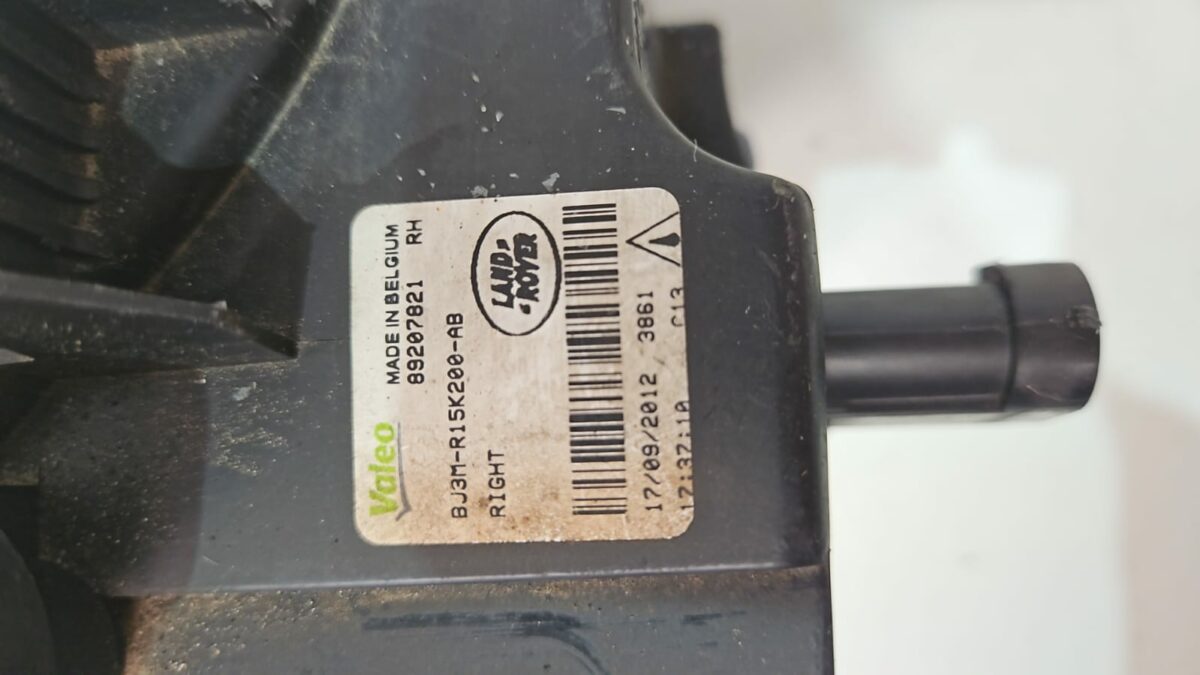 Valeo
MADE IN BELGIUM
89207821 RH
BJ3M-R15K200-AB
RIGHT
LAND
ROVER
17/09/2012 3861
17:37:10 C13